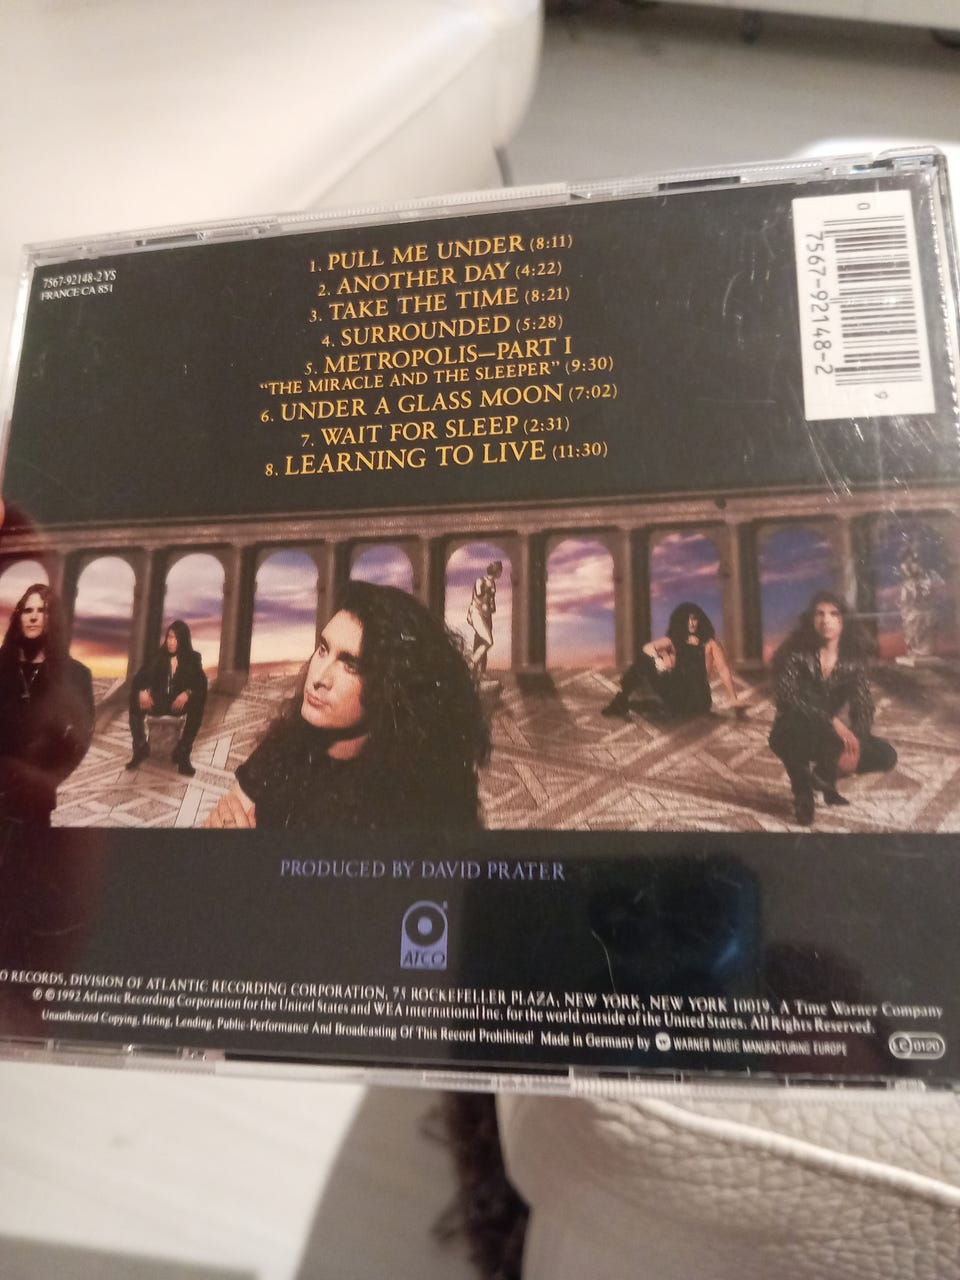 7567-92148-2 YS
FRANCE CA 851
1. PULL ME UNDER (8:11)
2. ANOTHER DAY (4:22)
3. TAKE THE TIME (8:21)
4. SURROUNDED (5:28)
5. METROPOLIS—PART I
"THE MIRACLE AND THE SLEEPER" (9:30)
6. UNDER A GLASS MOON (7:02)
7. WAIT FOR SLEEP (2:31)
8. LEARNING TO LIVE (11:30)
0 7567-92148-2 9
PRODUCED BY DAVID PRATER
ATCO
O RECORDS, DIVISION OF ATLANTIC RECORDING CORPORATION, 75 ROCKEFELLER PLAZA, NEW YORK, NEW YORK 10019. A Time Warner Company
℗ © 1992 Atlantic Recording Corporation for the United States and WEA International Inc. for the world outside of the United States. All Rights Reserved.
Unauthorized Copying, Hiring, Lending, Public Performance And Broadcasting Of This Record Prohibited! Made in Germany by WARNER MUSIC MANUFACTURING EUROPE
LC 0120